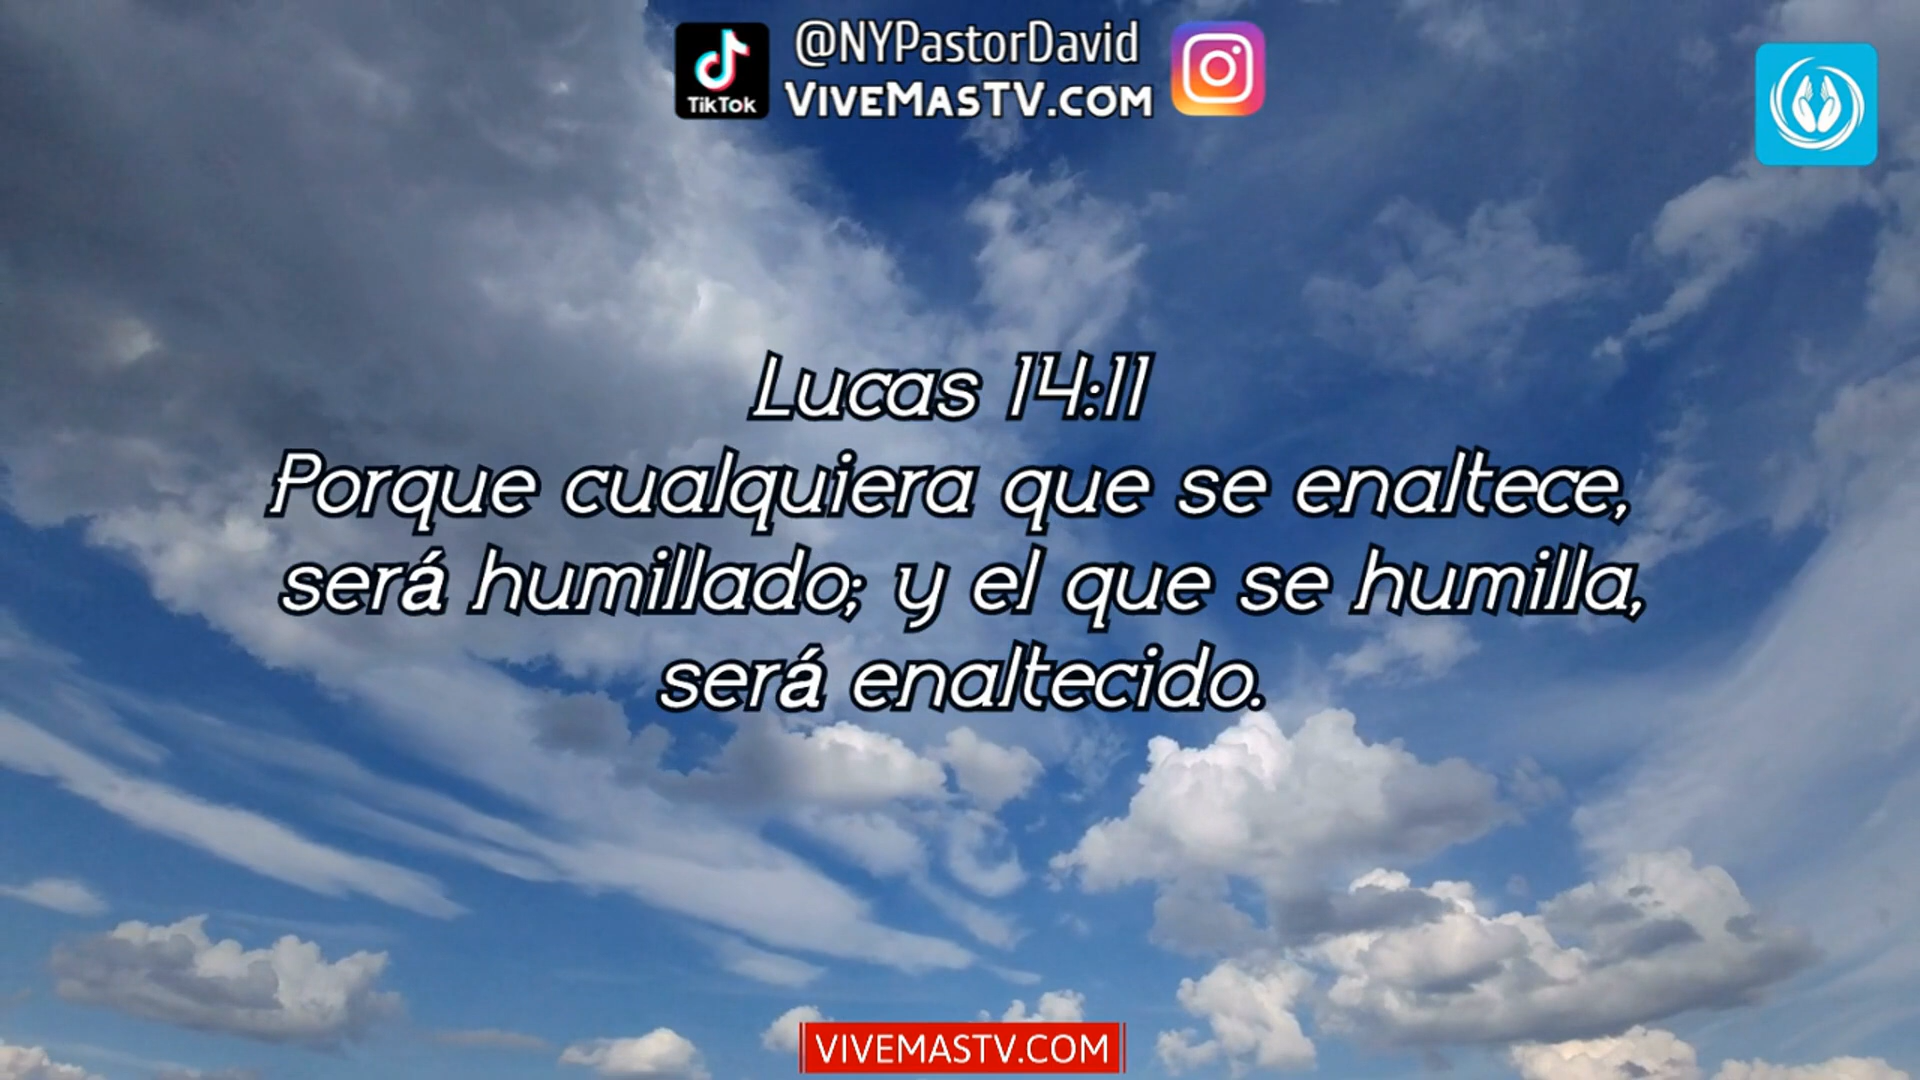 TikTok
@NYPastorDavid
VIVEMASTV.COM
Lucas 14:11
Porque cualquiera que se enaltece,
será humillado; y el que se humilla,
será enaltecido.
VIVEMASTV.COM